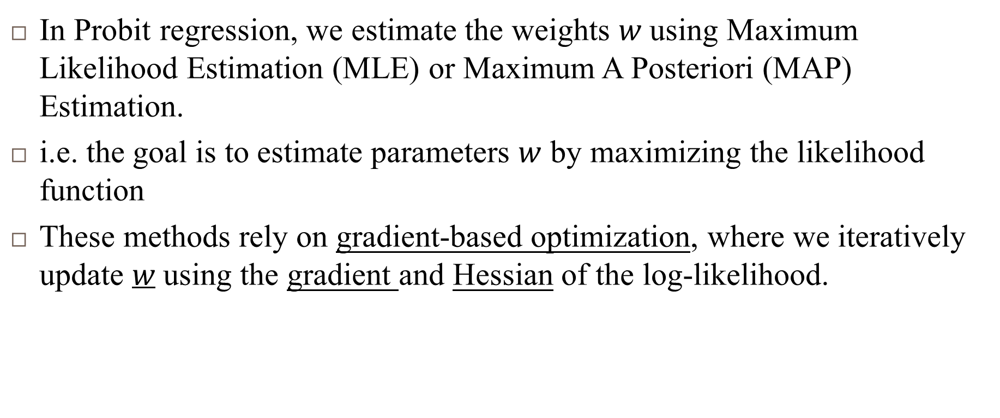 In Probit regression, we estimate the weights w using Maximum
Likelihood Estimation (MLE) or Maximum A Posteriori (MAP)
Estimation.
i.e. the goal is to estimate parameters w by maximizing the likelihood
function
These methods rely on gradient-based optimization, where we iteratively
update w using the gradient and Hessian of the log-likelihood.